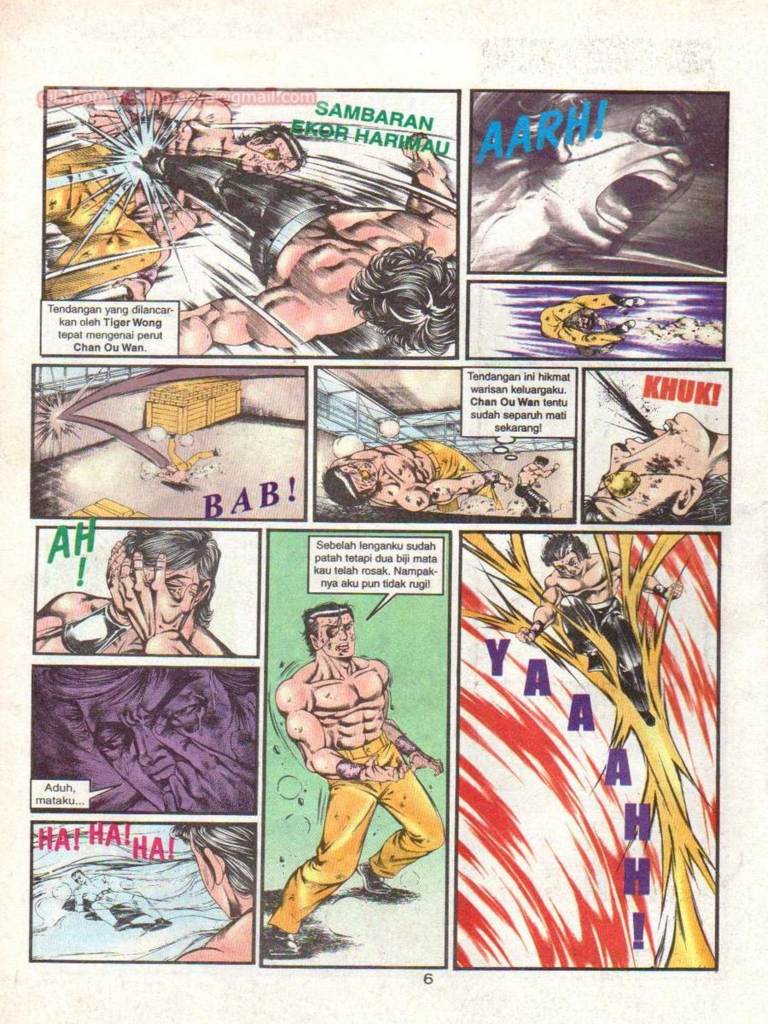 SAMBARAN
EKOR HARIMAU
Tendangan yang dilancar-
kan oleh Tiger Wong
tepat mengenai perut
Chan Ou Wan.
AARH!
BAB!
Tendangan ini hikmat
warisan keluargaku.
Chan Ou Wan tentu
sudah separuh mati
sekarang!
KHUK!
AH
!
Aduh,
mataku...
HA! HA! HA!
Sebelah lenganku sudah
patah tetapi dua biji mata
kau telah rosak. Nampak-
nya aku pun tidak rugi!
YAAAHH!
6